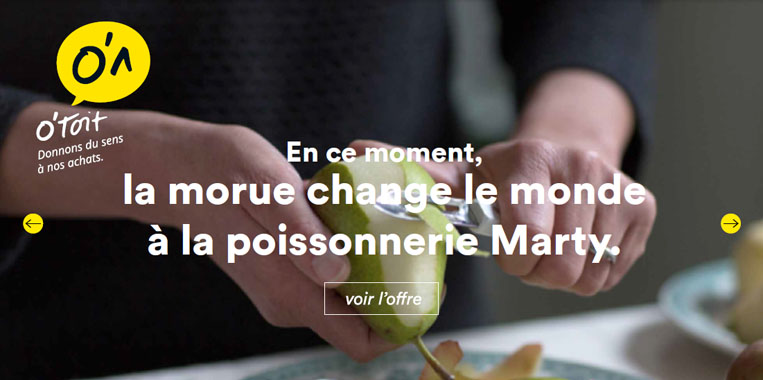 O'^
O'Toit
Donnons du sens
à nos achats.
En ce moment,
la morue change le monde
à la poissonnerie Marty.
voir l'offre